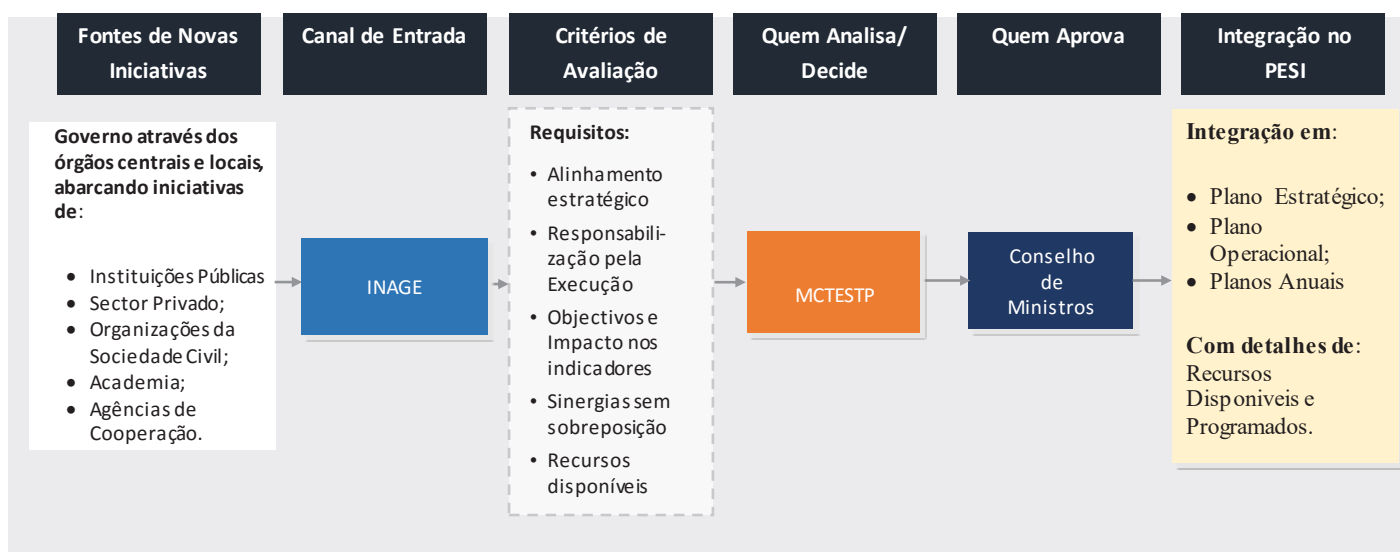 Fontes de Novas
Iniciativas
Canal de Entrada
Critérios de
Avaliação
Quem Analisa/
Decide
Quem Aprova
Integração no
PESI
Governo através dos
órgãos centrais e locais,
abarcando iniciativas
de:
• Instituições Públicas
• Sector Privado;
• Organizações da
Sociedade Civil;
• Academia;
• Agências de
Cooperação.
INAGE
Requisitos:
• Alinhamento
estratégico
• Responsabili-
zação pela
Execução
• Objectivos e
Impacto nos
indicadores
• Sinergias sem
sobreposição
• Recursos
disponíveis
MCTESTP
Conselho
de
Ministros
Integração em:
• Plano Estratégico;
• Plano
Operacional;
• Planos Anuais
Com detalhes de:
Recursos
Disponiveis e
Programados.